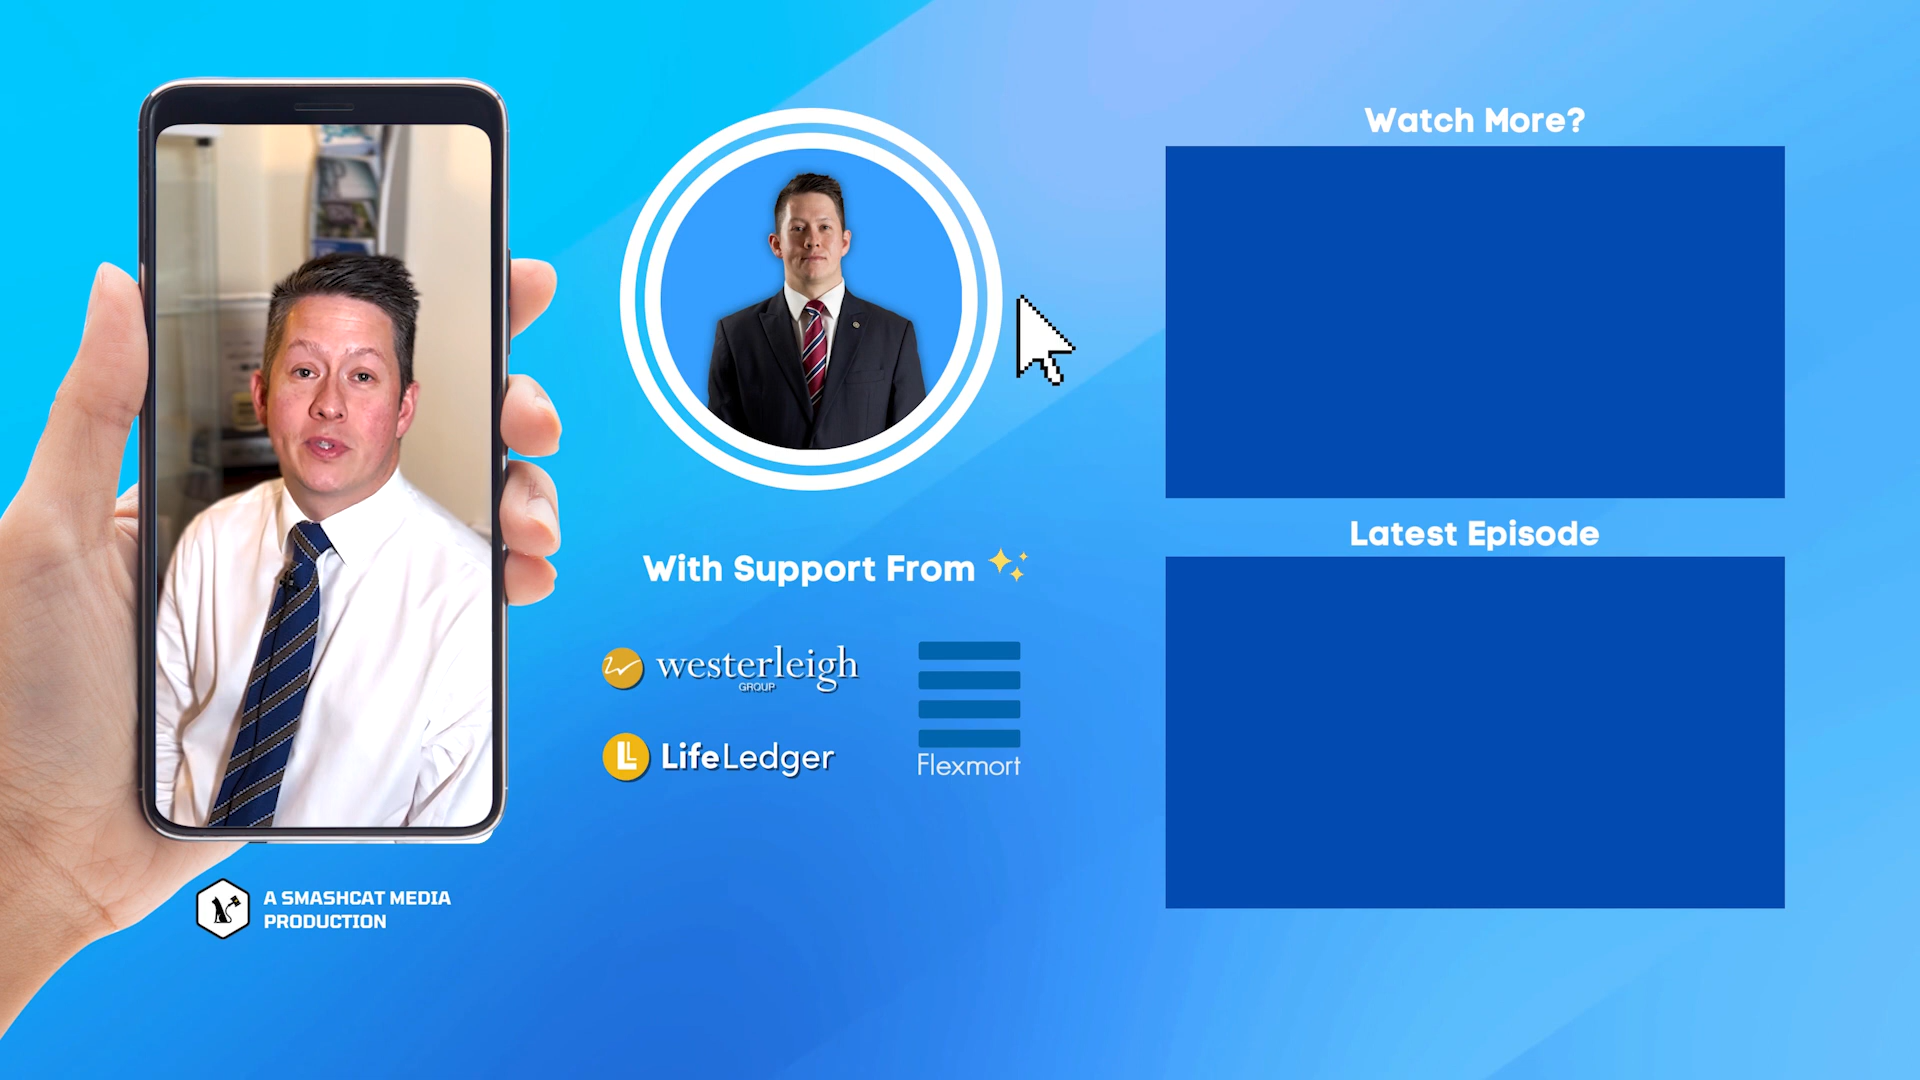 Watch More?
Latest Episode
With Support From
westerleigh
GROUP
LifeLedger
Flexmort
A SMASHCAT MEDIA
PRODUCTION